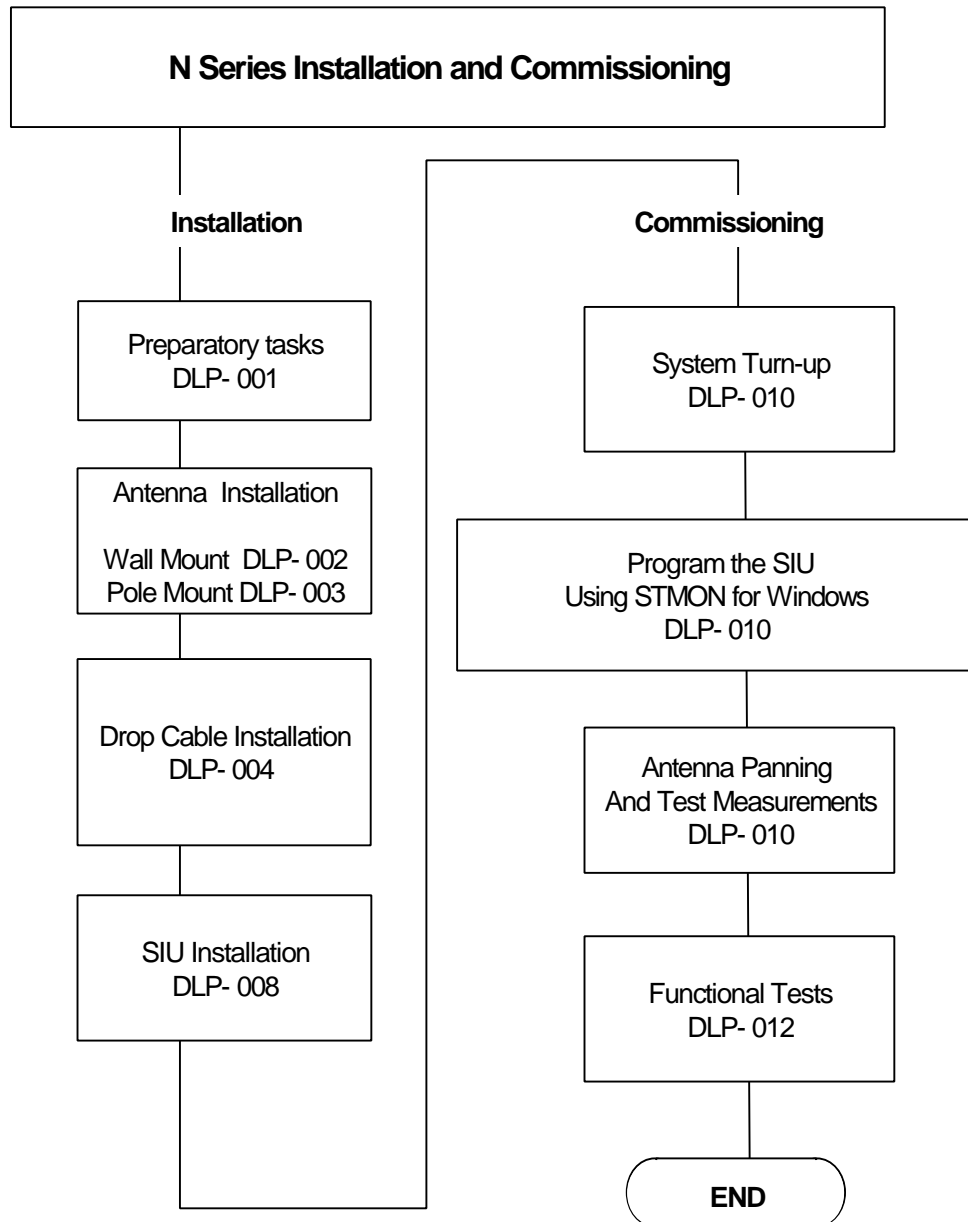 N Series Installation and Commissioning
Installation
Preparatory tasks
DLP- 001
Antenna Installation
Wall Mount DLP- 002
Pole Mount DLP- 003
Drop Cable Installation
DLP- 004
SIU Installation
DLP- 008
Commissioning
System Turn-up
DLP- 010
Program the SIU
Using STMON for Windows
DLP- 010
Antenna Panning
And Test Measurements
DLP- 010
Functional Tests
DLP- 012
END